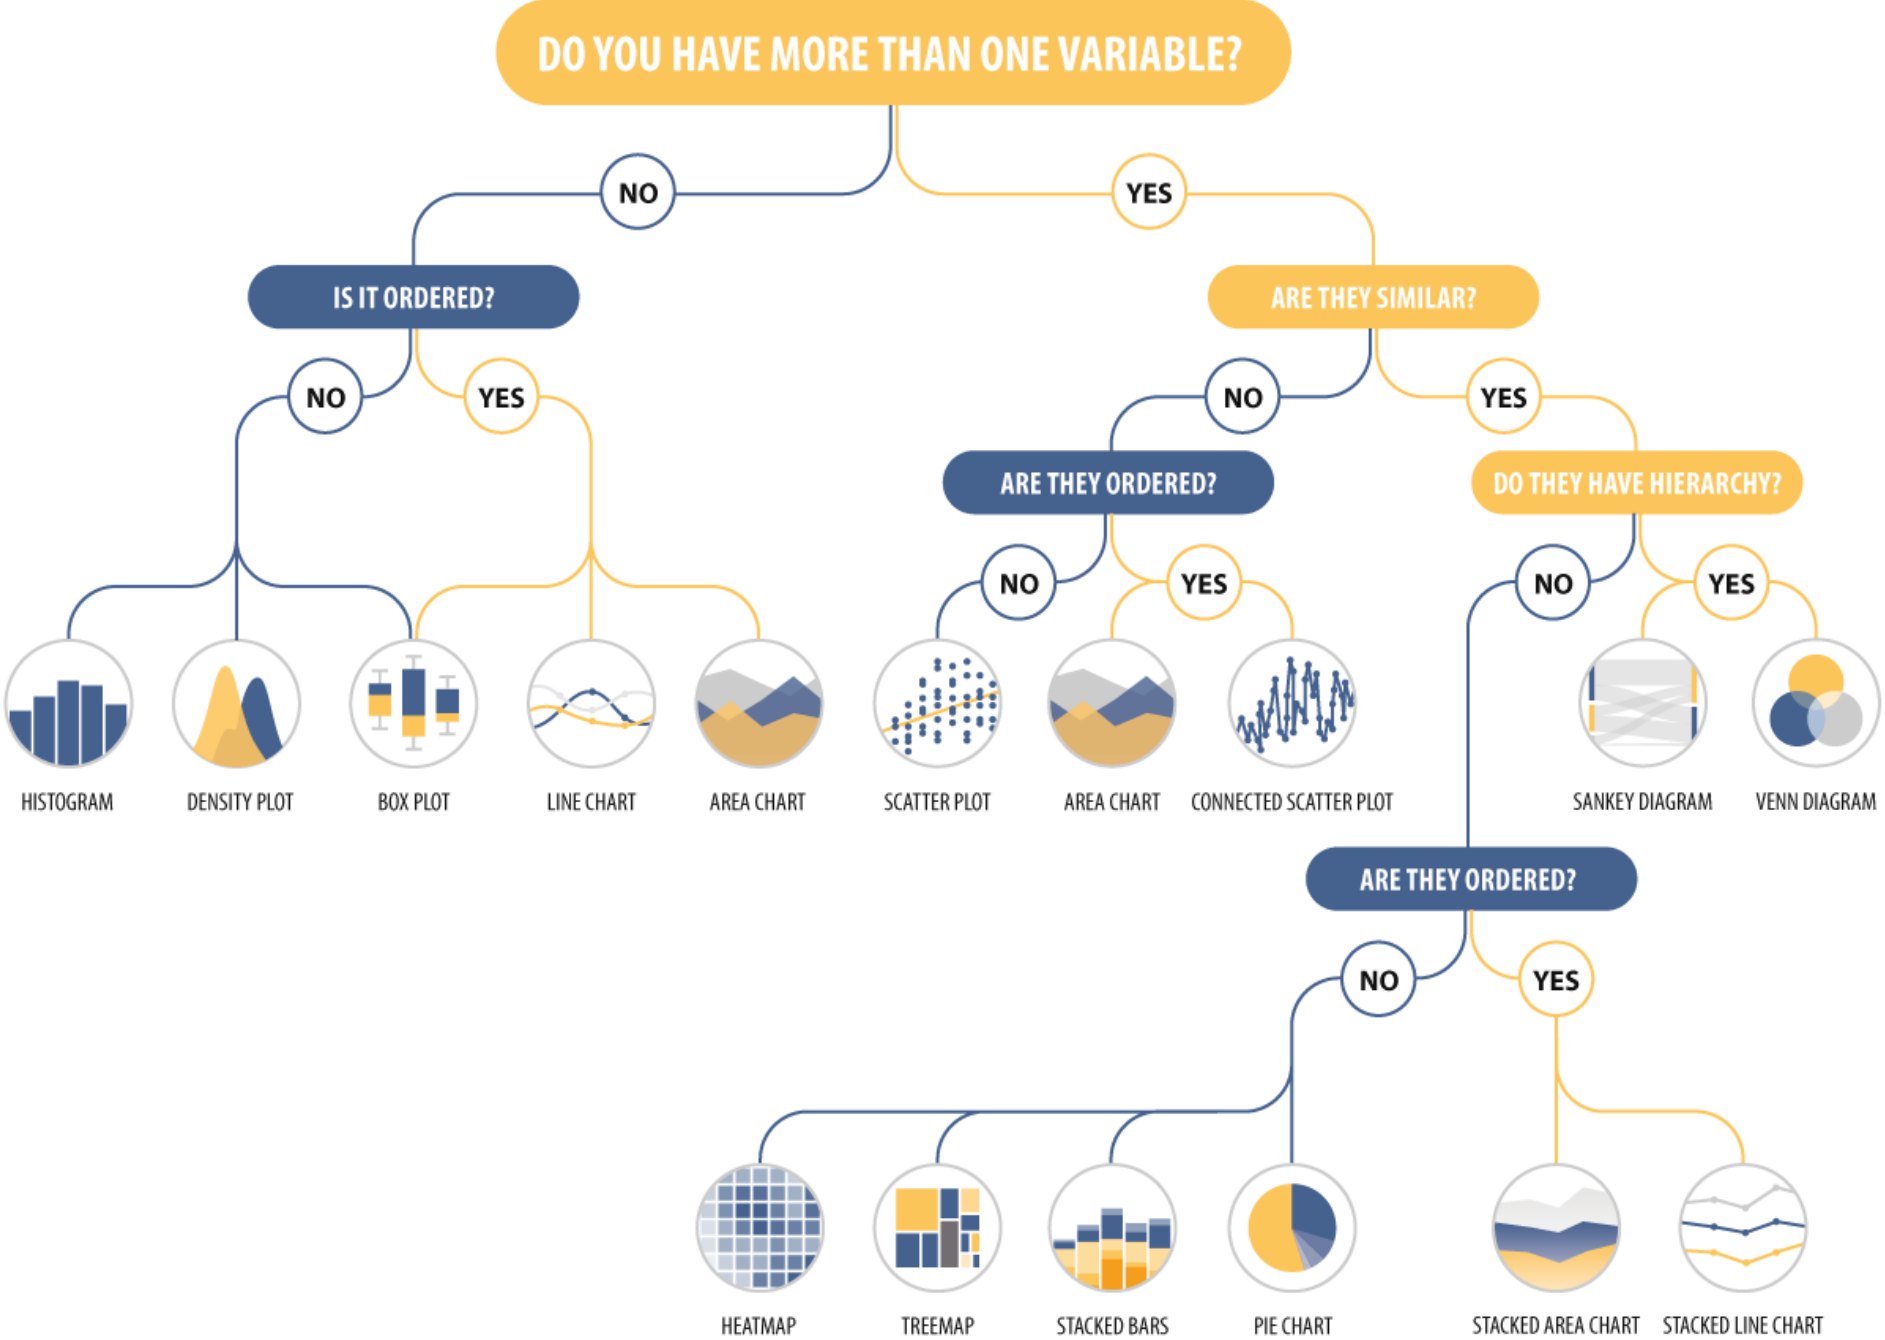 DO YOU HAVE MORE THAN ONE VARIABLE?
NO
YES
IS IT ORDERED?
ARE THEY SIMILAR?
NO
YES
NO
YES
ARE THEY ORDERED?
DO THEY HAVE HIERARCHY?
NO
YES
NO
YES
HISTOGRAM
DENSITY PLOT
BOX PLOT
LINE CHART
AREA CHART
SCATTER PLOT
AREA CHART
CONNECTED SCATTER PLOT
SANKEY DIAGRAM
VENN DIAGRAM
ARE THEY ORDERED?
NO
YES
HEATMAP
TREEMAP
STACKED BARS
PIE CHART
STACKED AREA CHART
STACKED LINE CHART